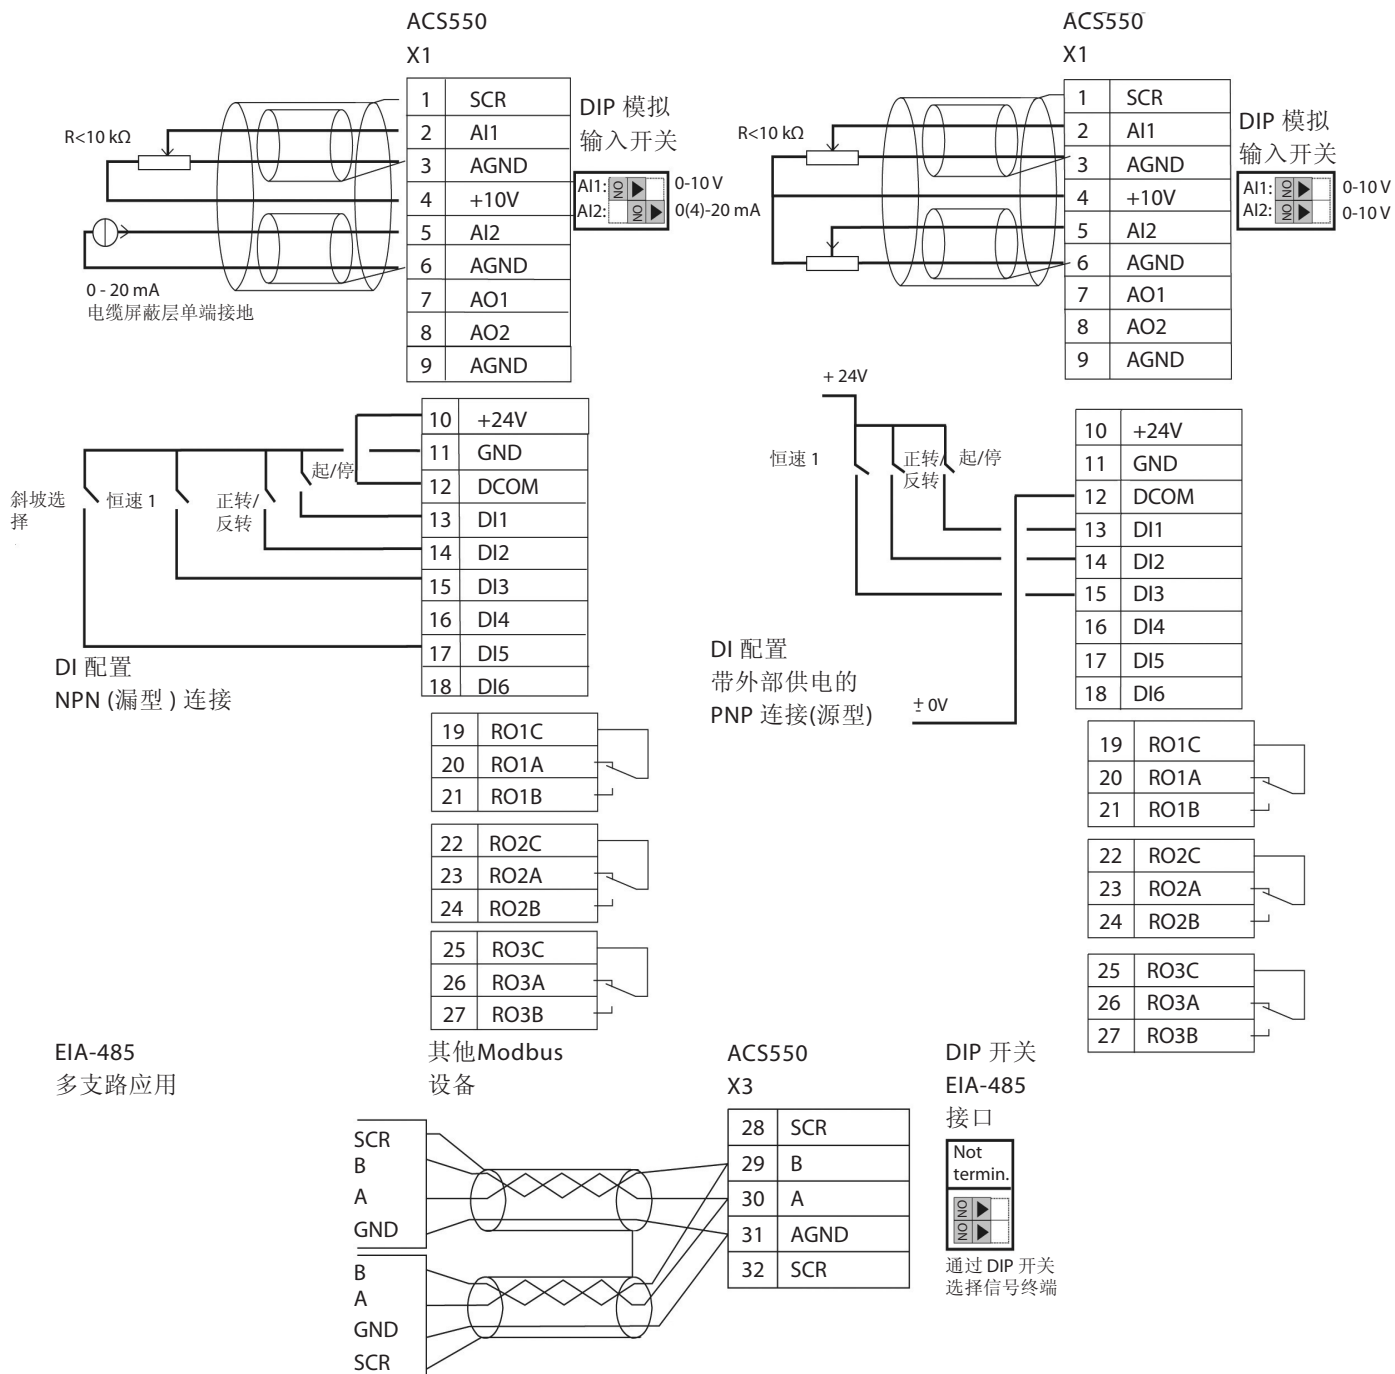 ACS550
X1
1 SCR
2 AI1
3 AGND
4 +10V
5 AI2
6 AGND
7 AO1
8 AO2
9 AGND
R<10 kΩ
0 - 20 mA
电缆屏蔽层单端接地
DIP 模拟
输入开关
AI1: ON 0-10 V
AI2: ON 0(4)-20 mA
10 +24V
11 GND
12 DCOM
13 DI1
14 DI2
15 DI3
16 DI4
17 DI5
18 DI6
斜坡选
择
恒速 1
正转/
反转
起/停
DI 配置
NPN (漏型 ) 连接
19 RO1C
20 RO1A
21 RO1B
22 RO2C
23 RO2A
24 RO2B
25 RO3C
26 RO3A
27 RO3B
ACS550
X1
1 SCR
2 AI1
3 AGND
4 +10V
5 AI2
6 AGND
7 AO1
8 AO2
9 AGND
R<10 kΩ
DIP 模拟
输入开关
AI1: ON 0-10 V
AI2: ON 0-10 V
+ 24V
10 +24V
11 GND
12 DCOM
13 DI1
14 DI2
15 DI3
16 DI4
17 DI5
18 DI6
恒速 1
正转/
反转
起/停
DI 配置
带外部供电的
PNP 连接(源型)
± 0V
19 RO1C
20 RO1A
21 RO1B
22 RO2C
23 RO2A
24 RO2B
25 RO3C
26 RO3A
27 RO3B
EIA-485
多支路应用
其他Modbus
设备
SCR
B
A
GND
B
A
GND
SCR
ACS550
X3
28 SCR
29 B
30 A
31 AGND
32 SCR
DIP 开关
EIA-485
接口
Not
termin.
ON
ON
通过 DIP 开关
选择信号终端